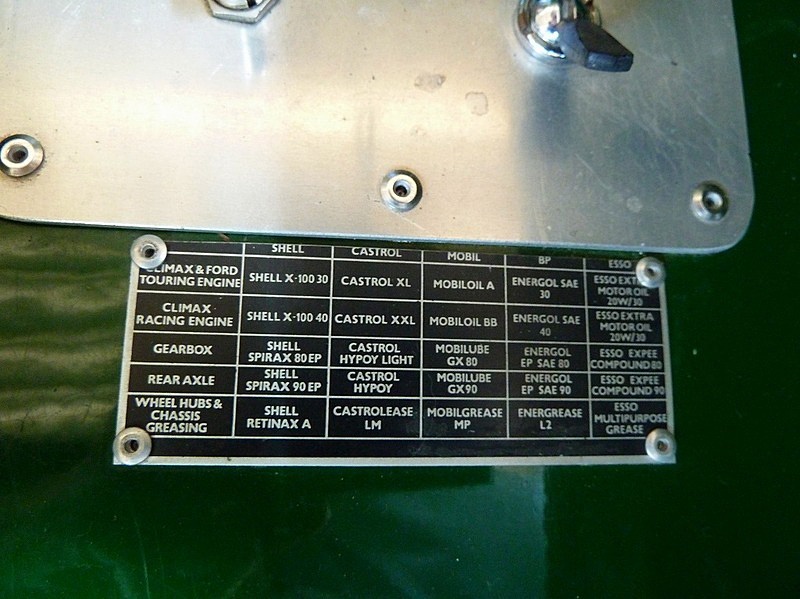 SHELL CASTROL MOBIL BP ESSO
CLIMAX & FORD TOURING ENGINE SHELL X-100 30 CASTROL XL MOBILOIL A ENERGOL SAE 30 ESSO EXTRA MOTOR OIL 20W/30
CLIMAX RACING ENGINE SHELL X-100 40 CASTROL XXL MOBILOIL BB ENERGOL SAE 40 ESSO EXTRA MOTOR OIL 20W/30
GEARBOX SHELL SPIRAX 80 EP CASTROL HYPOY LIGHT MOBILUBE GX 80 ENERGOL EP SAE 80 ESSO EXPEE COMPOUND 80
REAR AXLE SHELL SPIRAX 90 EP CASTROL HYPOY MOBILUBE GX90 ENERGOL EP SAE 90 ESSO EXPEE COMPOUND 90
WHEEL HUBS & CHASSIS GREASING SHELL RETINAX A CASTROLEASE LM MOBILGREASE MP ENERGREASE L2 ESSO MULTIPURPOSE GREASE